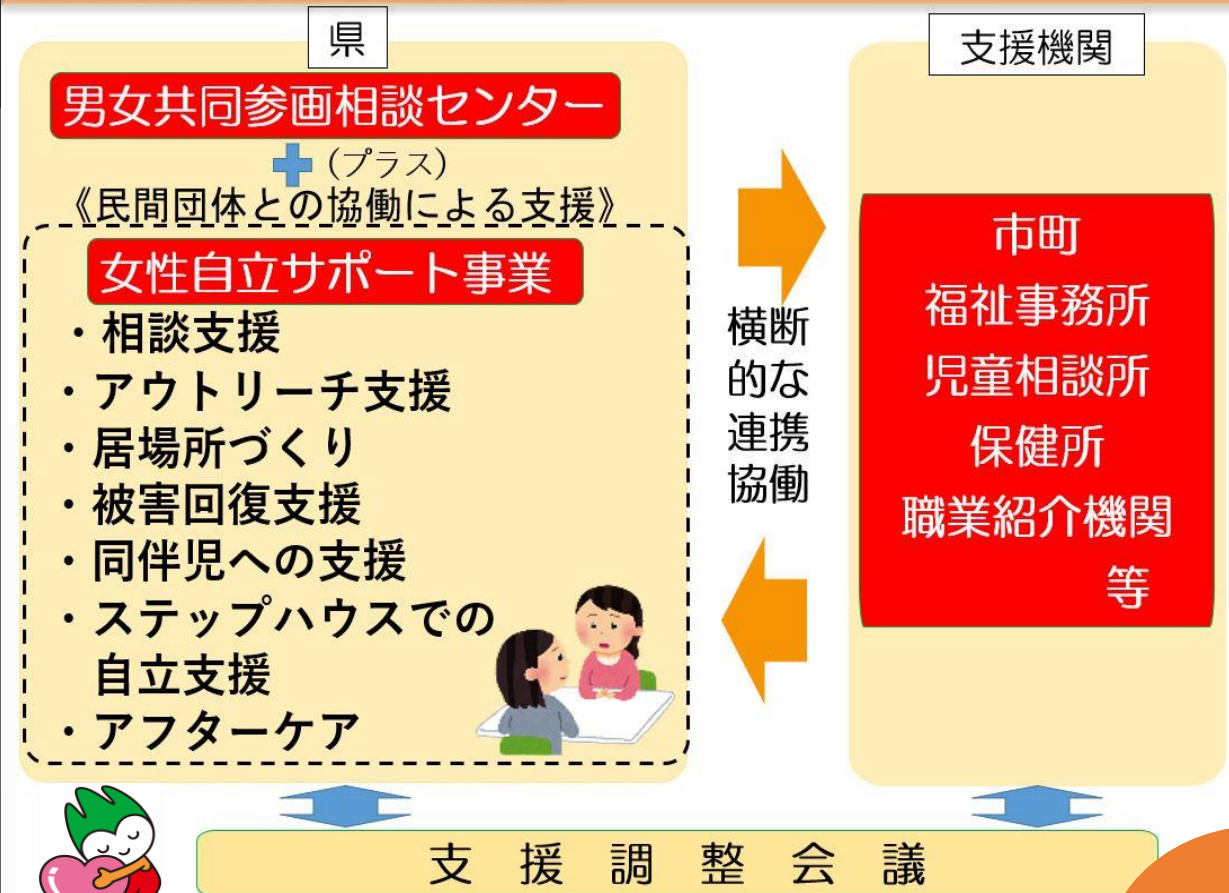 県
男女共同参画相談センター
(プラス)
《民間団体との協働による支援》
女性自立サポート事業
・相談支援
・アウトリーチ支援
・居場所づくり
・被害回復支援
・同伴児への支援
・ステップハウスでの
自立支援
・アフターケア
横断
的な
連携
協働
支援機関
市町
福祉事務所
児童相談所
保健所
職業紹介機関
等
支援調整会議